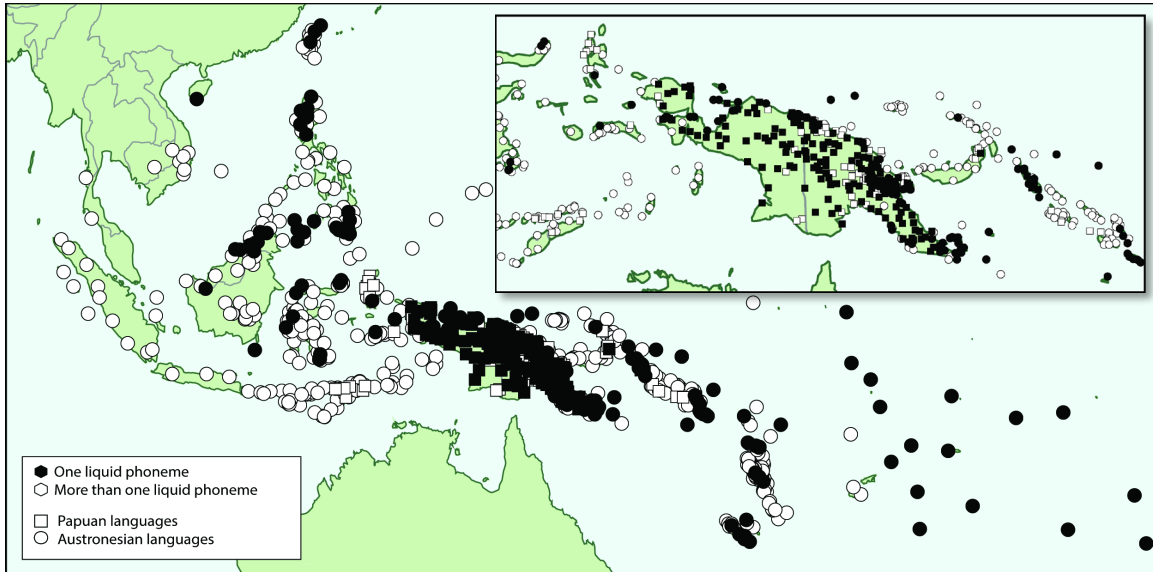 One liquid phoneme
More than one liquid phoneme
Papuan languages
Austronesian languages